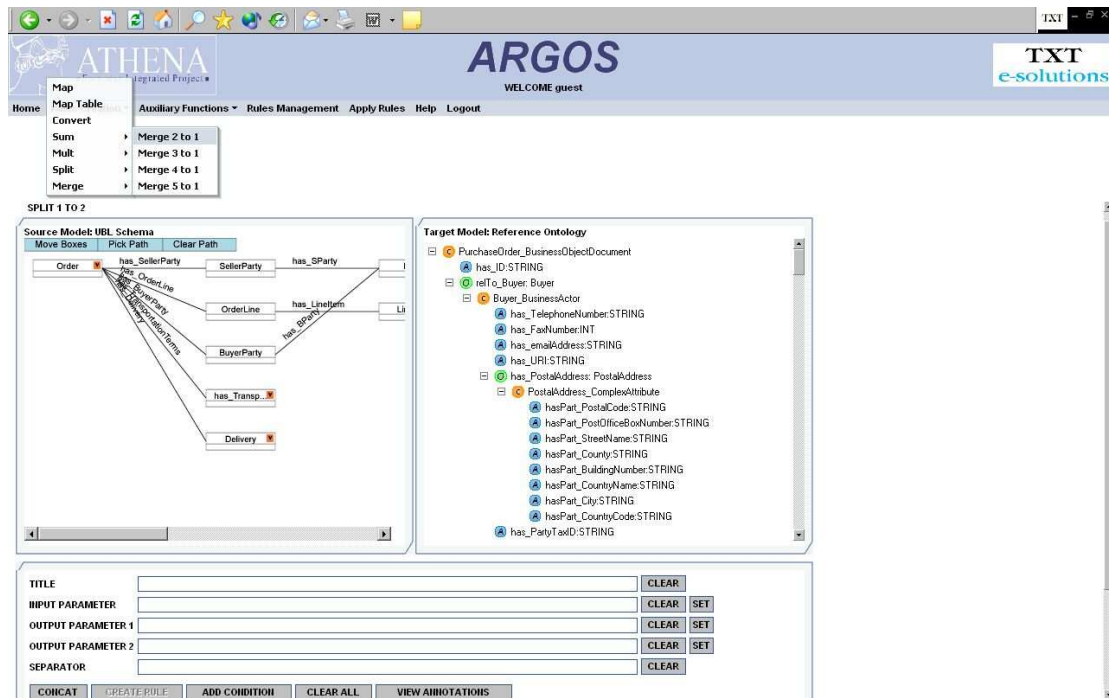 TXT
ATHENA
Integrated Project
ARGOS
WELCOME guest
TXT
e-solutions
Home
Auxiliary Functions
Rules Management
Apply Rules
Help
Logout
Map
Map Table
Convert
Sum
Mult
Split
Merge
Merge 2 to 1
Merge 3 to 1
Merge 4 to 1
Merge 5 to 1
SPLIT 1 TO 2
Source Model: UBL Schema
Move Boxes
Pick Path
Clear Path
Order
has_SellerParty
SellerParty
has_SParty
has_OrderLine
OrderLine
has_LineItem
Li
has_BuyerParty
BuyerParty
has_BParty
has_TransportationTerms
has_Transp...
has_Delivery
Delivery
Target Model: Reference Ontology
C PurchaseOrder_BusinessObjectDocument
A has_ID:STRING
O relTo_Buyer: Buyer
C Buyer_BusinessActor
A has_TelephoneNumber:STRING
A has_FaxNumber:INT
A has_emailAddress:STRING
A has_URI:STRING
O has_PostalAddress: PostalAddress
C PostalAddress_ComplexAttribute
A hasPart_PostalCode:STRING
A hasPart_PostOfficeBoxNumber:STRING
A hasPart_StreetName:STRING
A hasPart_County:STRING
A hasPart_BuildingNumber:STRING
A hasPart_CountryName:STRING
A hasPart_City:STRING
A hasPart_CountryCode:STRING
A has_PartyTaxID:STRING
TITLE CLEAR
INPUT PARAMETER CLEAR SET
OUTPUT PARAMETER 1 CLEAR SET
OUTPUT PARAMETER 2 CLEAR SET
SEPARATOR CLEAR
CONCAT CREATE RULE ADD CONDITION CLEAR ALL VIEW ANNOTATIONS